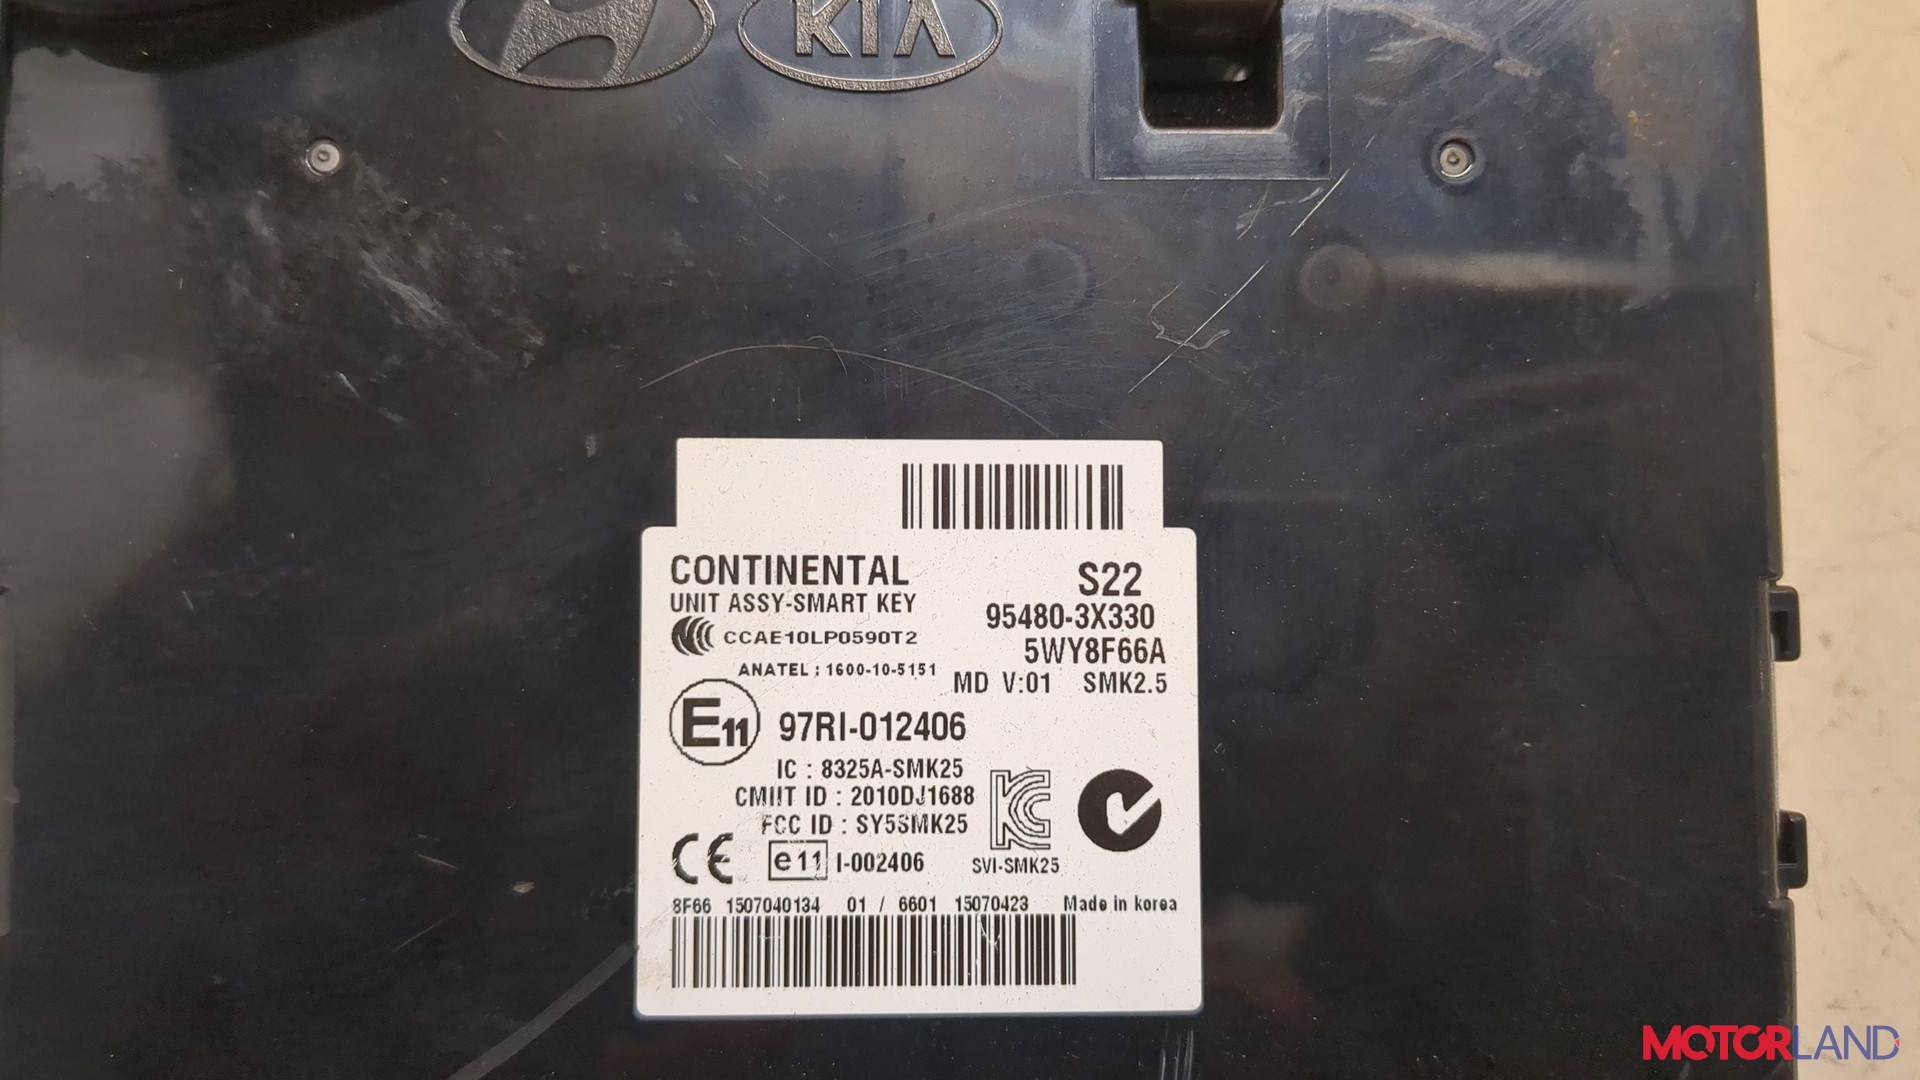 KIA
CONTINENTAL
S22
UNIT ASSY-SMART KEY
95480-3X330
CCAE10LP0590T2
5WY8F66A
ANATEL : 1600-10-5151
MD V:01 SMK2.5
E11 97RI-012406
IC : 8325A-SMK25
CMIIT ID : 2010DJ1688
FCC ID : SY5SMK25
CE e11 I-002406
KC
SVI-SMK25
8F66 1507040134 01 / 6601 15070423 Made in korea
MOTORLAND